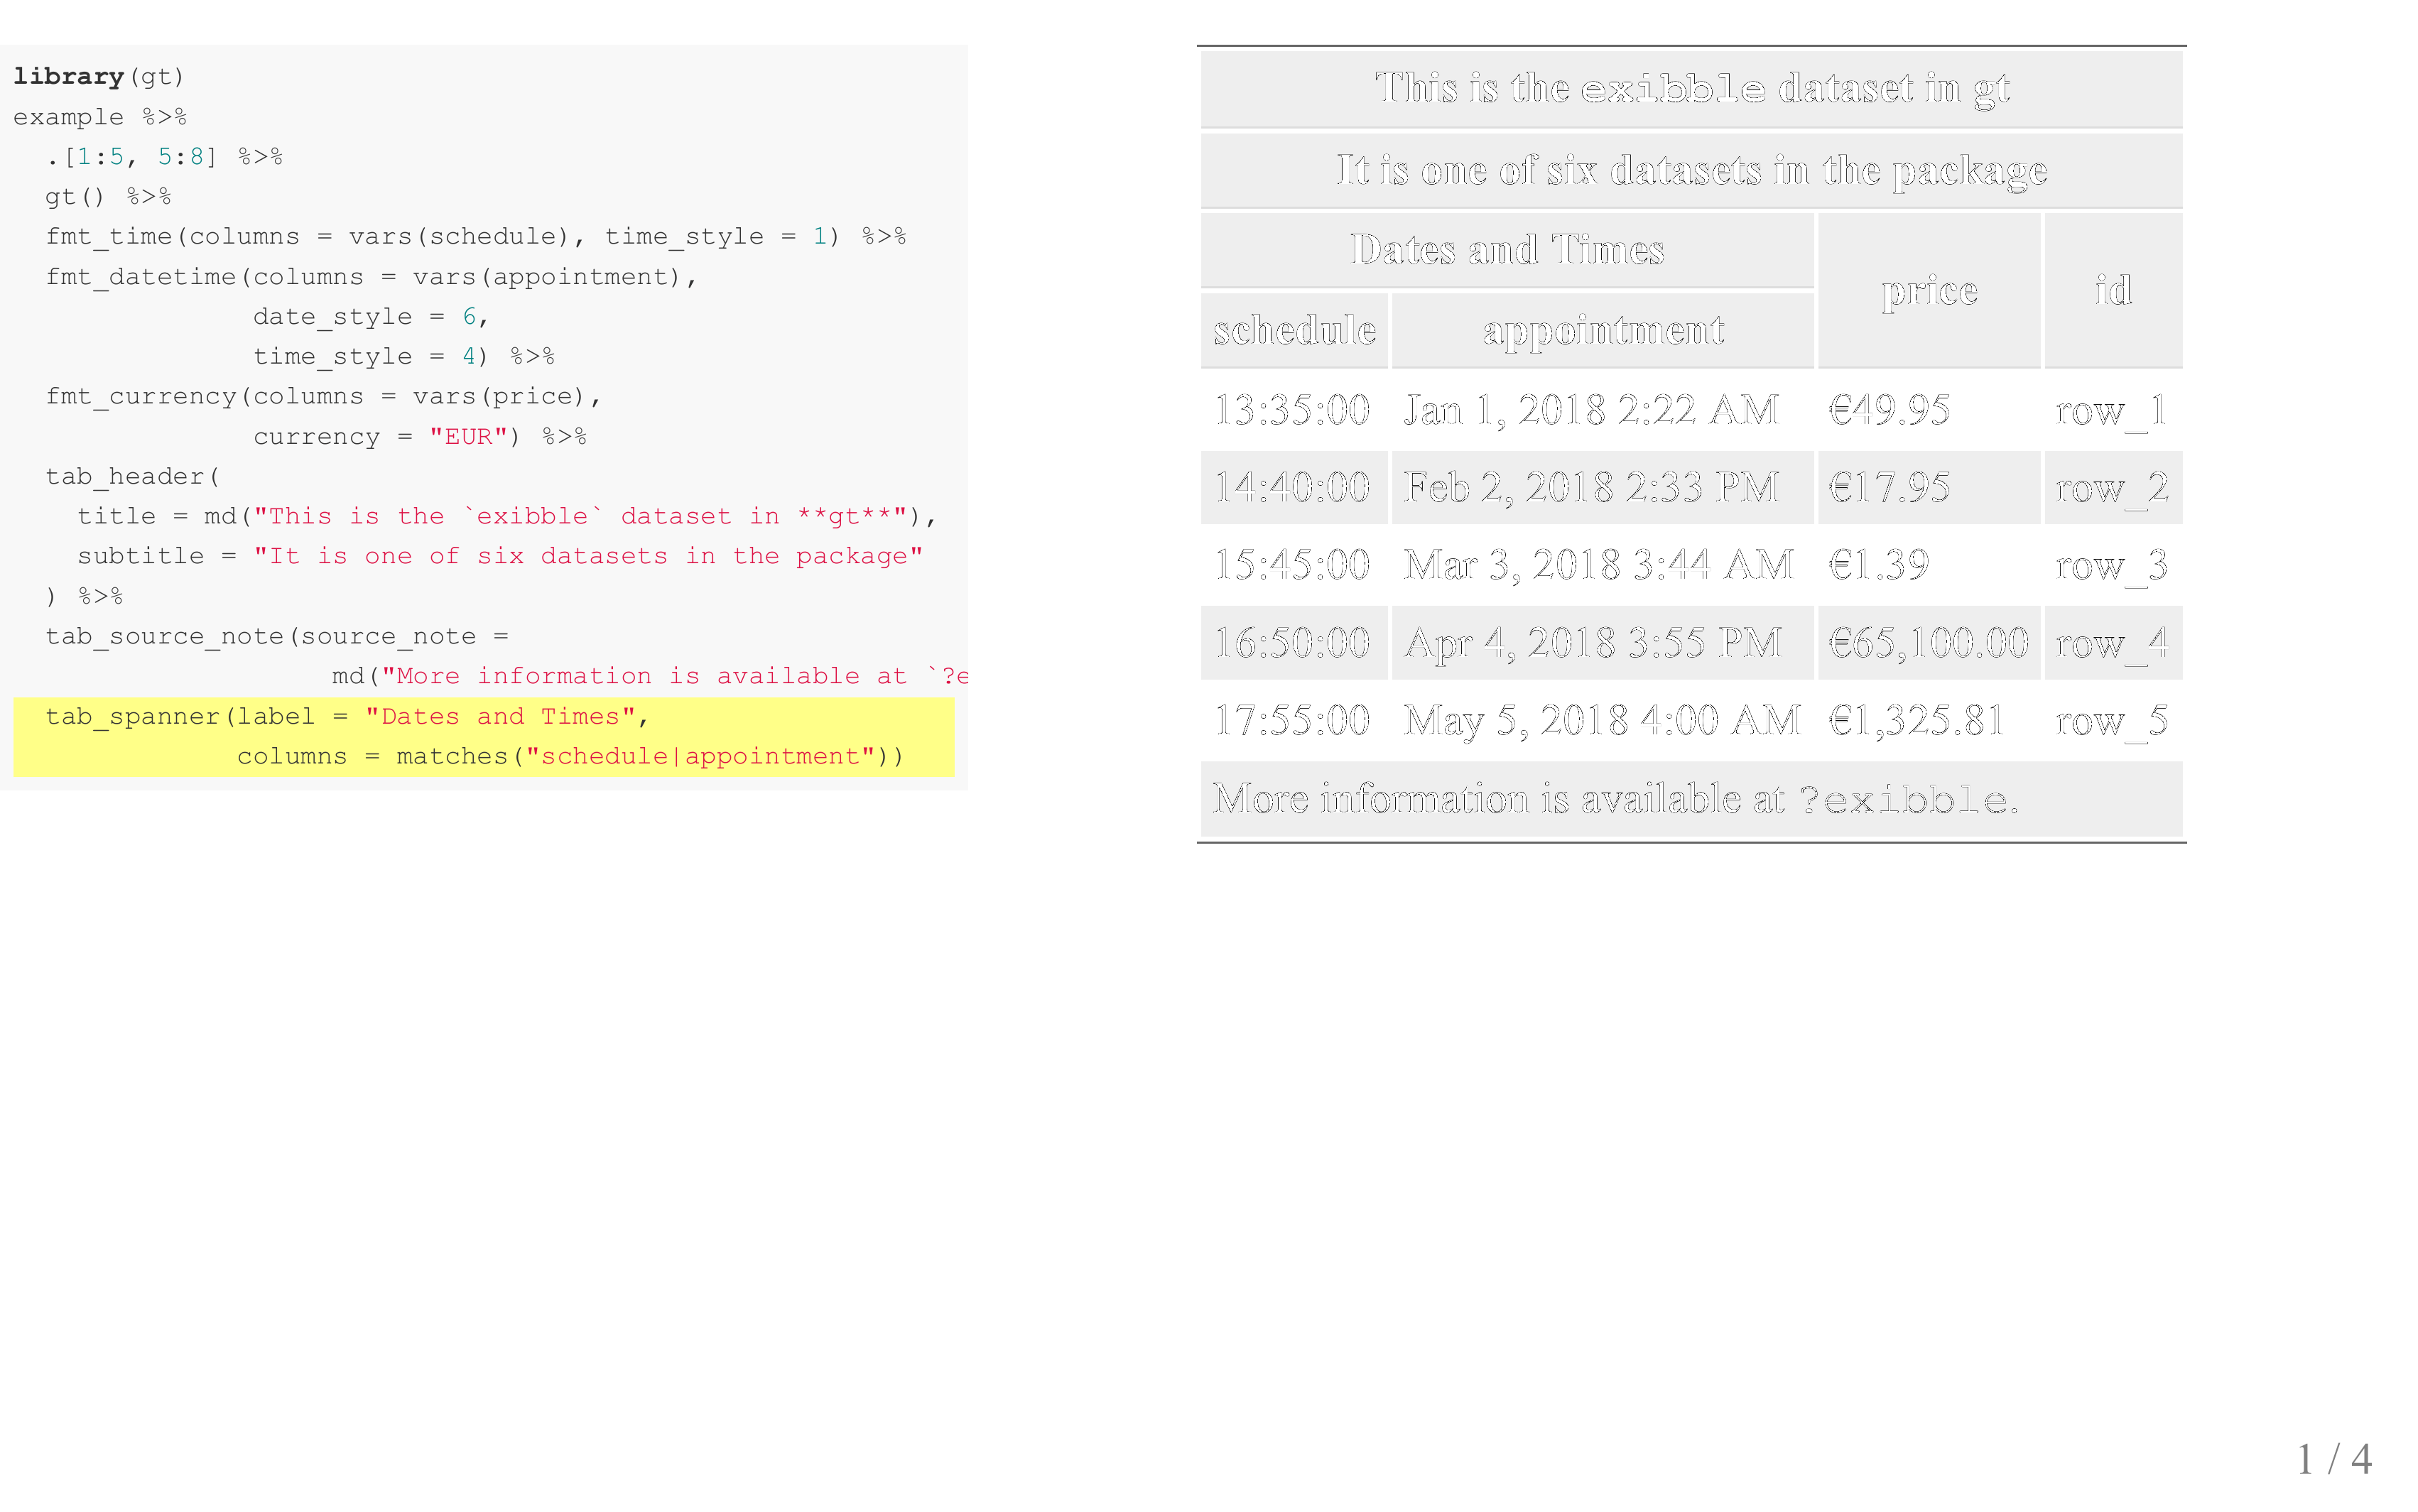 library(gt)
example %>%
  .[1:5, 5:8] %>%
  gt() %>%
  fmt_time(columns = vars(schedule), time_style = 1) %>%
  fmt_datetime(columns = vars(appointment),
               date_style = 6,
               time_style = 4) %>%
  fmt_currency(columns = vars(price),
               currency = "EUR") %>%
  tab_header(
    title = md("This is the `exibble` dataset in **gt**"),
    subtitle = "It is one of six datasets in the package"
  ) %>%
  tab_source_note(source_note =
                    md("More information is available at `?e
  tab_spanner(label = "Dates and Times",
              columns = matches("schedule|appointment"))
This is the exibble dataset in gt
It is one of six datasets in the package
Dates and Times price id
schedule appointment
13:35:00 Jan 1, 2018 2:22 AM €49.95 row_1
14:40:00 Feb 2, 2018 2:33 PM €17.95 row_2
15:45:00 Mar 3, 2018 3:44 AM €1.39 row_3
16:50:00 Apr 4, 2018 3:55 PM €65,100.00 row_4
17:55:00 May 5, 2018 4:00 AM €1,325.81 row_5
More information is available at ?exibble.
1 / 4